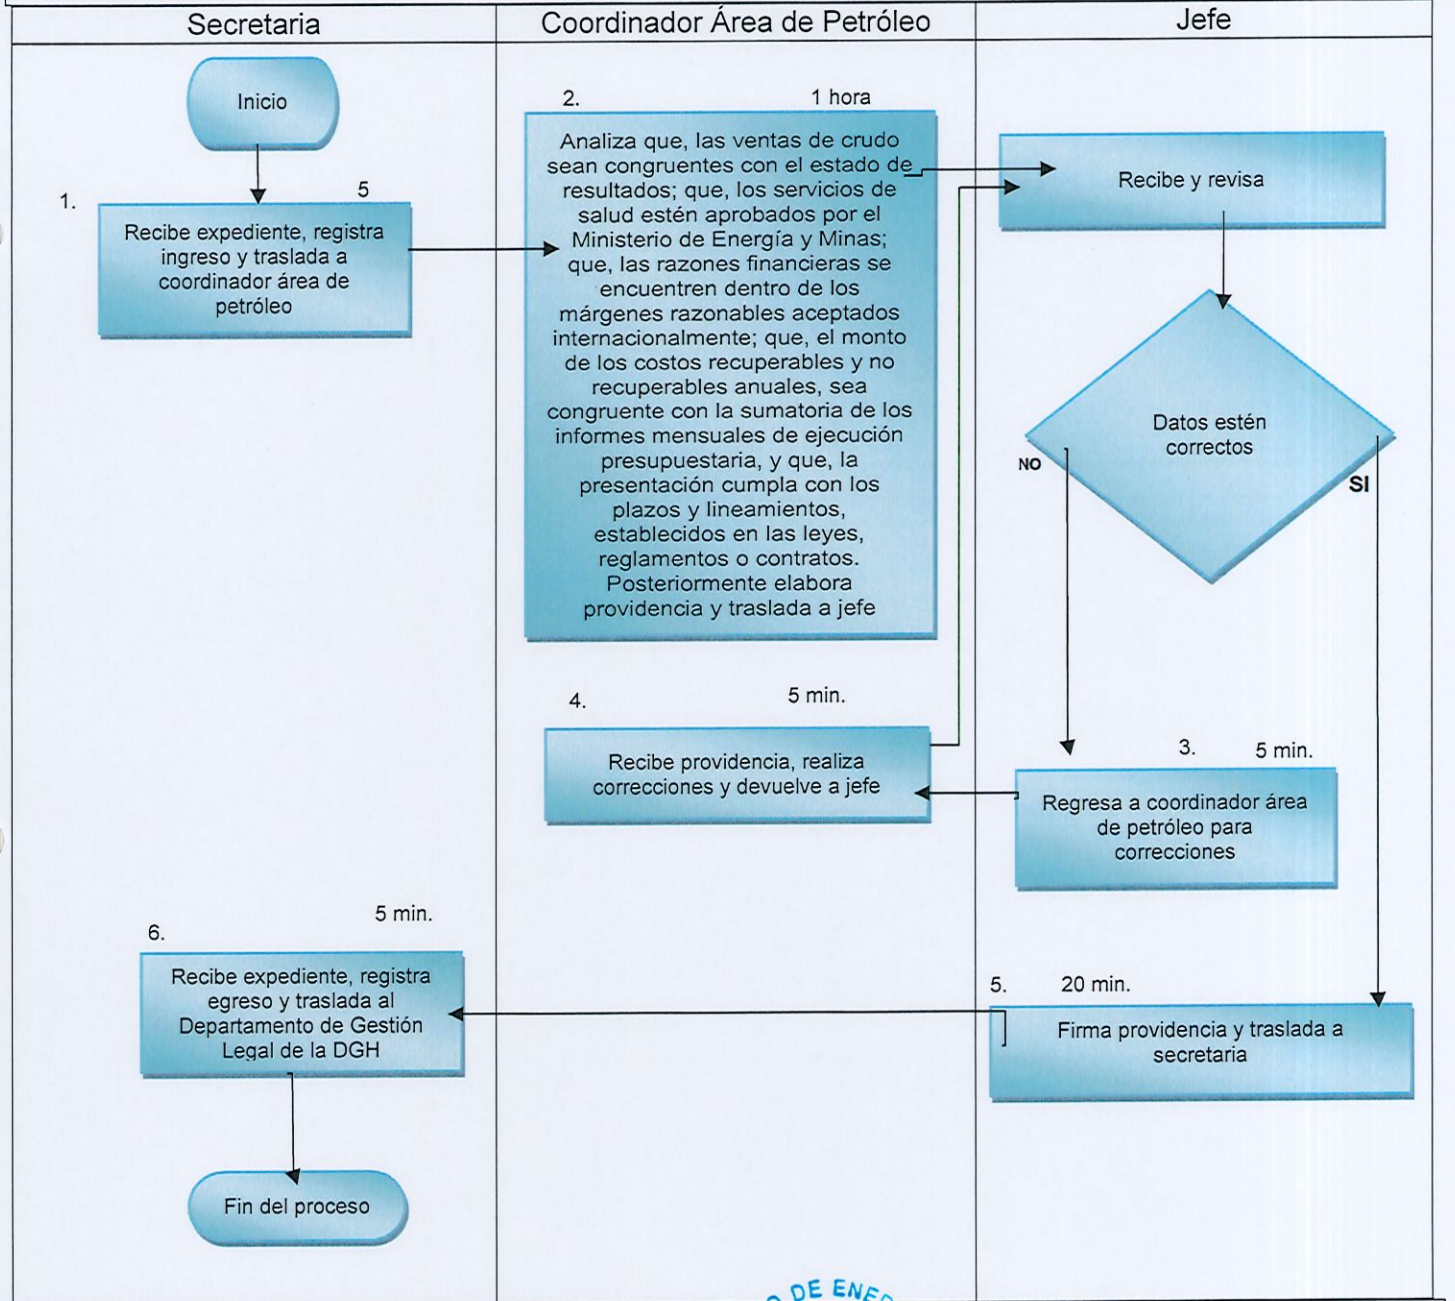 Secretaria
Coordinador Área de Petróleo
Jefe
Inicio
1.
5
Recibe expediente, registra
ingreso y traslada a
coordinador área de
petróleo
2.
1 hora
Analiza que, las ventas de crudo
sean congruentes con el estado de
resultados; que, los servicios de
salud estén aprobados por el
Ministerio de Energía y Minas;
que, las razones financieras se
encuentren dentro de los
márgenes razonables aceptados
internacionalmente; que, el monto
de los costos recuperables y no
recuperables anuales, sea
congruente con la sumatoria de los
informes mensuales de ejecución
presupuestaria, y que, la
presentación cumpla con los
plazos y lineamientos,
establecidos en las leyes,
reglamentos o contratos.
Posteriormente elabora
providencia y traslada a jefe
Recibe y revisa
Datos estén
correctos
NO
SI
3.
5 min.
Regresa a coordinador área
de petróleo para
correcciones
4.
5 min.
Recibe providencia, realiza
correcciones y devuelve a jefe
5.
20 min.
Firma providencia y traslada a
secretaria
6.
5 min.
Recibe expediente, registra
egreso y traslada al
Departamento de Gestión
Legal de la DGH
Fin del proceso
DE